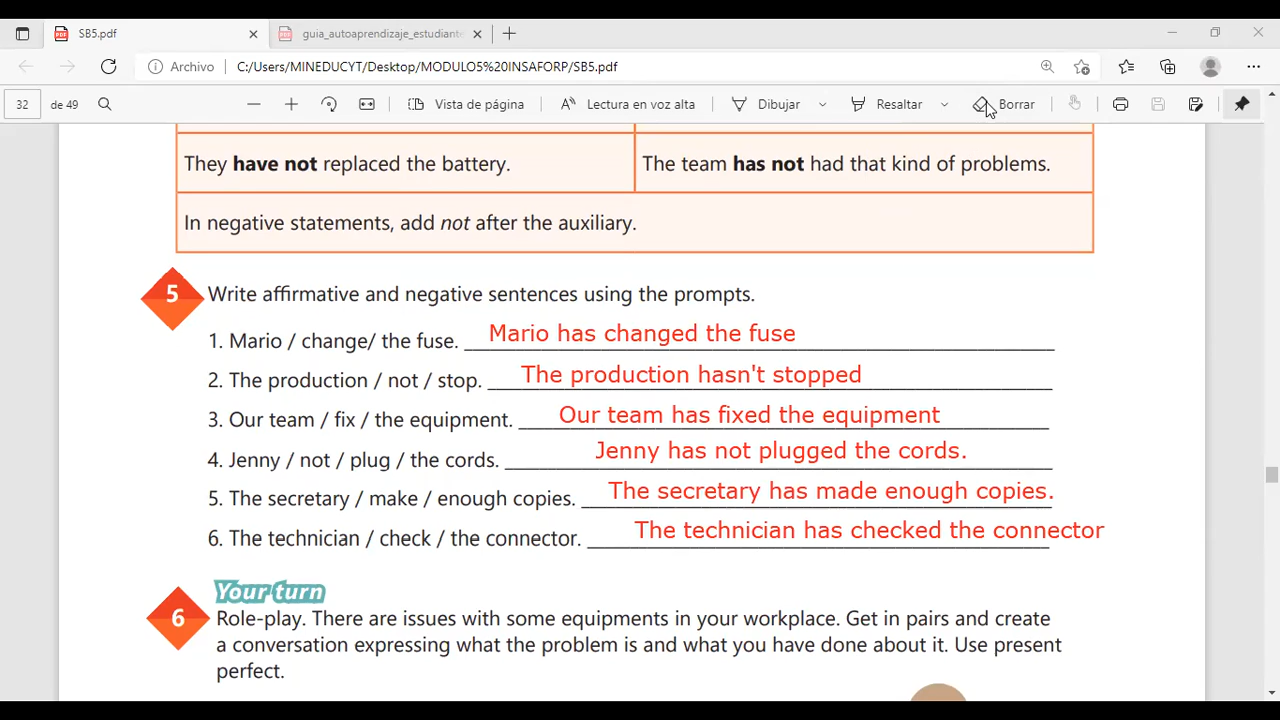 SB5.pdf
guia_autoaprendizaje_estudiante
Archivo C:/Users/MINEDUCYT/Desktop/MODULO5%20INSAFORP/SB5.pdf
32 de 49 Vista de página Lectura en voz alta Dibujar Resaltar Borrar
They have not replaced the battery. The team has not had that kind of problems.
In negative statements, add not after the auxiliary.
5 Write affirmative and negative sentences using the prompts.
1. Mario / change/ the fuse. Mario has changed the fuse
2. The production / not / stop. The production hasn't stopped
3. Our team / fix / the equipment. Our team has fixed the equipment
4. Jenny / not / plug / the cords. Jenny has not plugged the cords.
5. The secretary / make / enough copies. The secretary has made enough copies.
6. The technician / check / the connector. The technician has checked the connector
Your turn
6 Role-play. There are issues with some equipments in your workplace. Get in pairs and create
a conversation expressing what the problem is and what you have done about it. Use present
perfect.